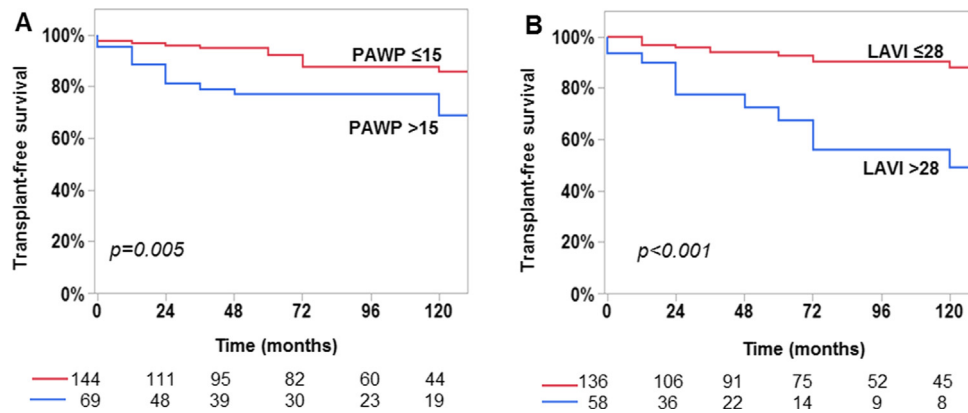 A
Transplant-free survival
100%
80%
60%
40%
20%
0%
PAWP ≤15
PAWP >15
p=0.005
0 24 48 72 96 120
Time (months)
144 111 95 82 60 44
69 48 39 30 23 19
B
Transplant-free survival
100%
80%
60%
40%
20%
0%
LAVI ≤28
LAVI >28
p<0.001
0 24 48 72 96 120
Time (months)
136 106 91 75 52 45
58 36 22 14 9 8